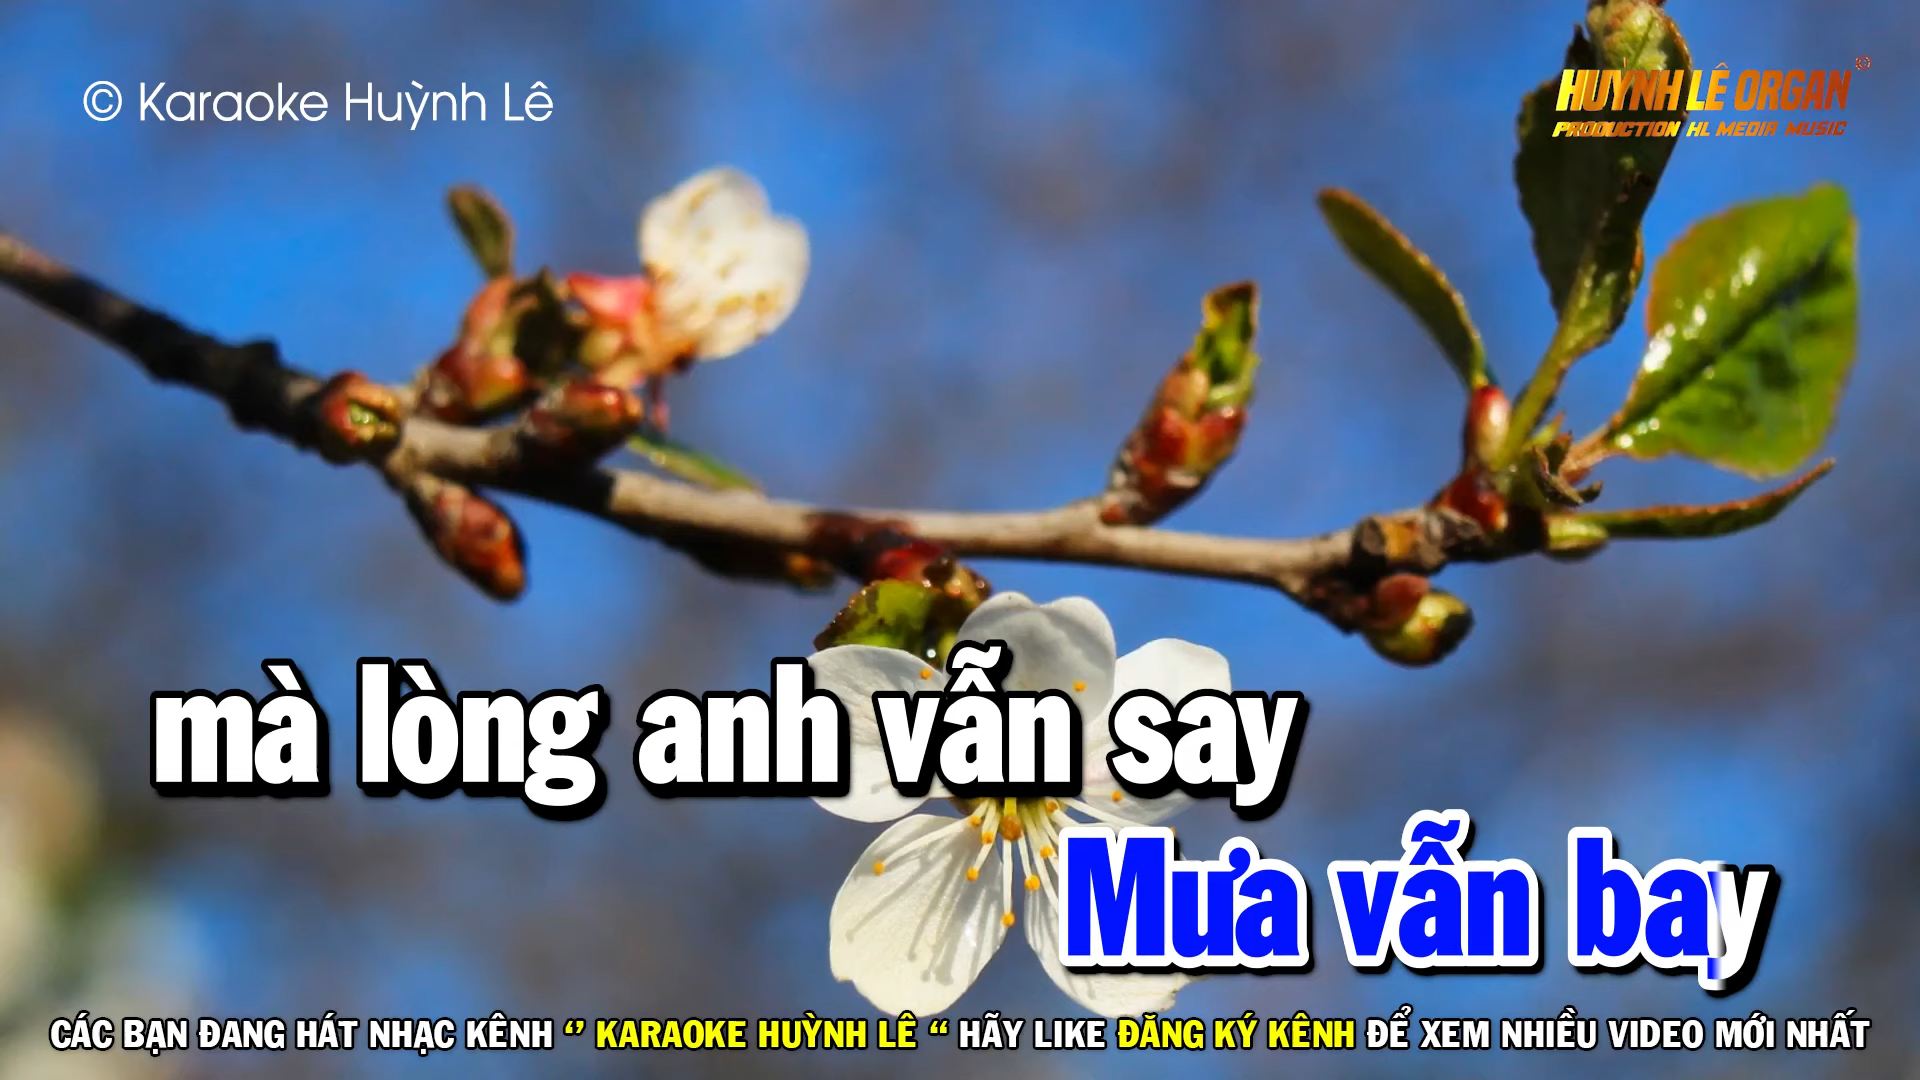 © Karaoke Huỳnh Lê
HUỲNH LÊ ORGAN ©
PRODUCTION HL MEDIA MUSIC
mà lòng anh vẫn say
Mưa vẫn bay
CÁC BẠN ĐANG HÁT NHẠC KÊNH “ KARAOKE HUỲNH LÊ “ HÃY LIKE ĐĂNG KÝ KÊNH ĐỂ XEM NHIỀU VIDEO MỚI NHẤT